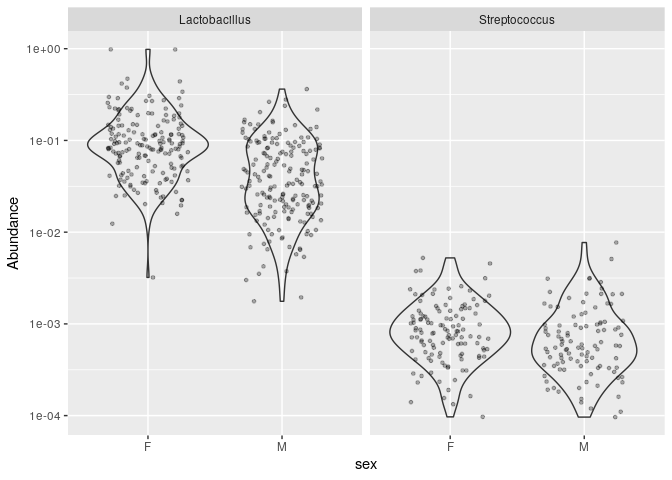 Lactobacillus
Streptococcus
Abundance
1e+00
1e-01
1e-02
1e-03
1e-04
F
M
F
M
sex